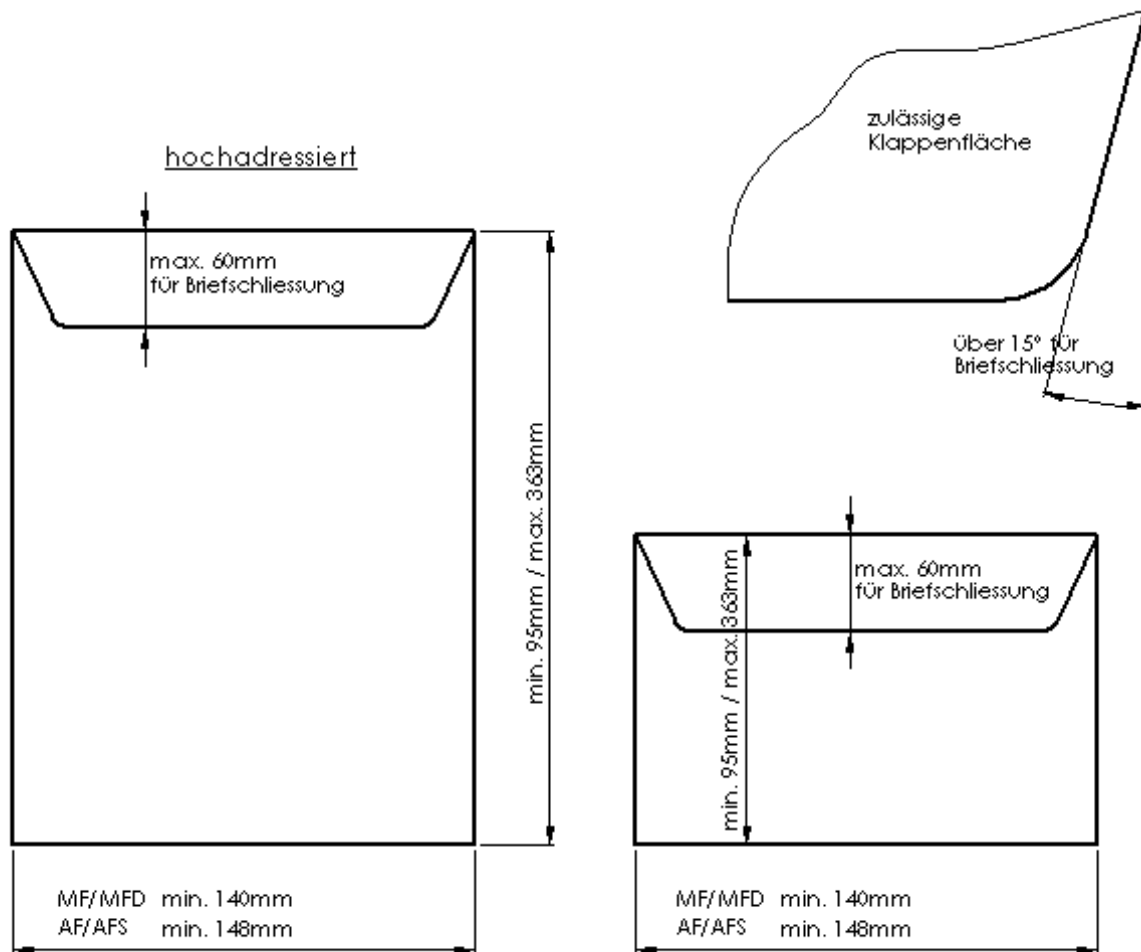 zulässige
Klappenfläche
hochadressiert
max. 60mm
für Briefschliessung
über 15° für
Briefschliessung
min. 95mm / max. 363mm
max. 60mm
für Briefschliessung
min. 95mm / max. 363mm
MF/MFD min. 140mm
AF/AFS min. 148mm
MF/MFD min. 140mm
AF/AFS min. 148mm